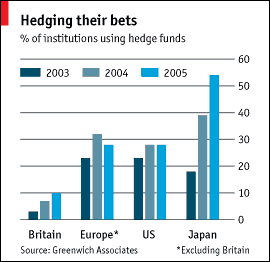 Hedging their bets
% of institutions using hedge funds
2003 2004 2005
60
50
40
30
20
10
0
Britain Europe* US Japan
Source: Greenwich Associates *Excluding Britain